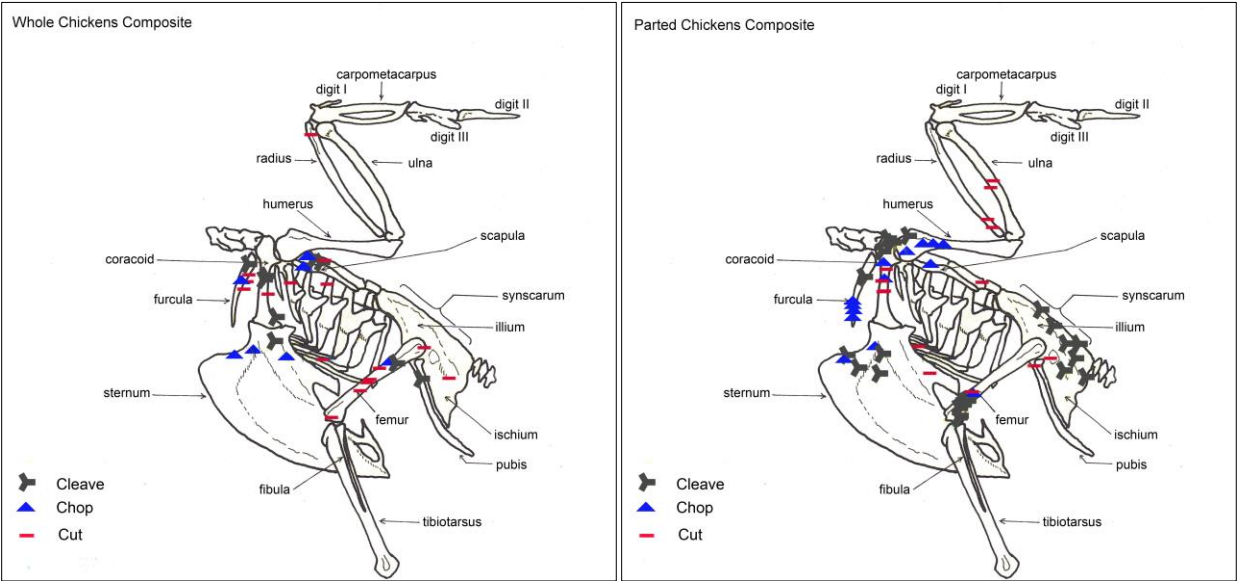 Whole Chickens Composite
carpometacarpus
digit I
digit II
digit III
radius
ulna
humerus
scapula
coracoid
furcula
synscarum
illium
sternum
femur
ischium
pubis
fibula
tibiotarsus
Cleave
Chop
Cut
Parted Chickens Composite
carpometacarpus
digit I
digit II
digit III
radius
ulna
humerus
scapula
coracoid
furcula
synscarum
illium
sternum
femur
ischium
pubis
fibula
tibiotarsus
Cleave
Chop
Cut